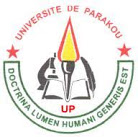 UNIVERSITE DE PARAKOU
DOCTRINA LUMEN HUMANI GENERIS EST
UP